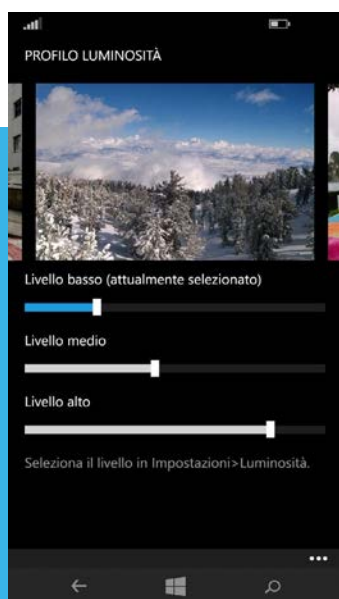 PROFILO LUMINOSITÀ
Livello basso (attualmente selezionato)
Livello medio
Livello alto
Seleziona il livello in Impostazioni>Luminosità.